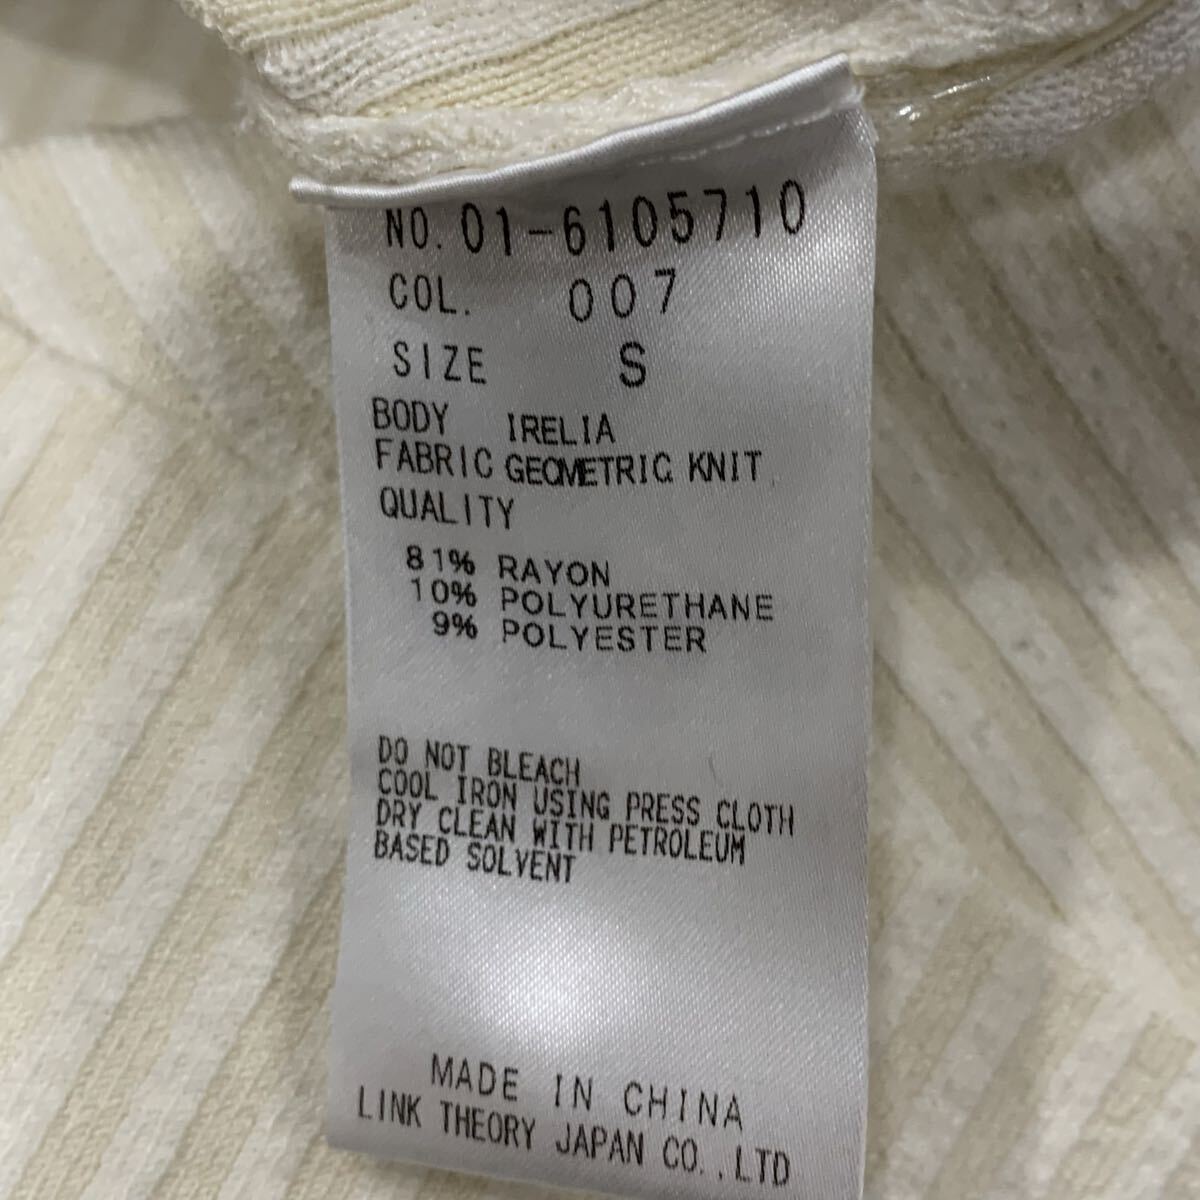 NO. 01-6105710
COL. 007
SIZE S
BODY IRELIA
FABRIC GEOMETRIC KNIT
QUALITY
81% RAYON
10% POLYURETHANE
9% POLYESTER
DO NOT BLEACH
COOL IRON USING PRESS CLOTH
DRY CLEAN WITH PETROLEUM
BASED SOLVENT
MADE IN CHINA
LINK THEORY JAPAN CO.,LTD